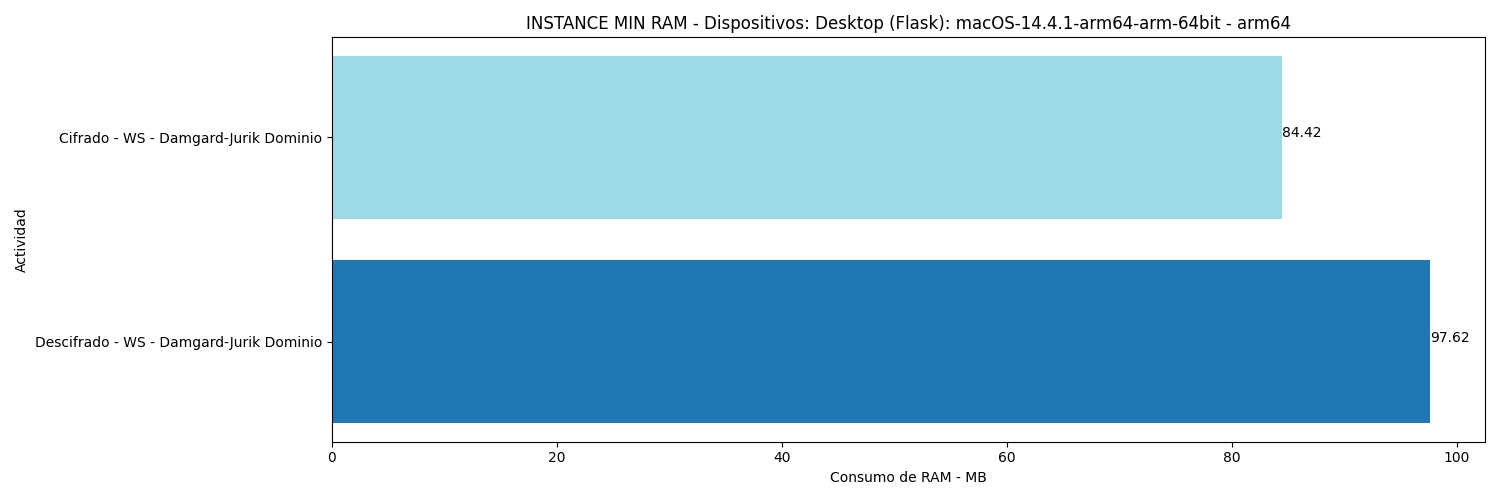 INSTANCE MIN RAM - Dispositivos: Desktop (Flask): macOS-14.4.1-arm64-arm-64bit - arm64
Cifrado - WS - Damgard-Jurik Dominio
84.42
Actividad
Descifrado - WS - Damgard-Jurik Dominio
97.62
0 20 40 60 80 100
Consumo de RAM - MB